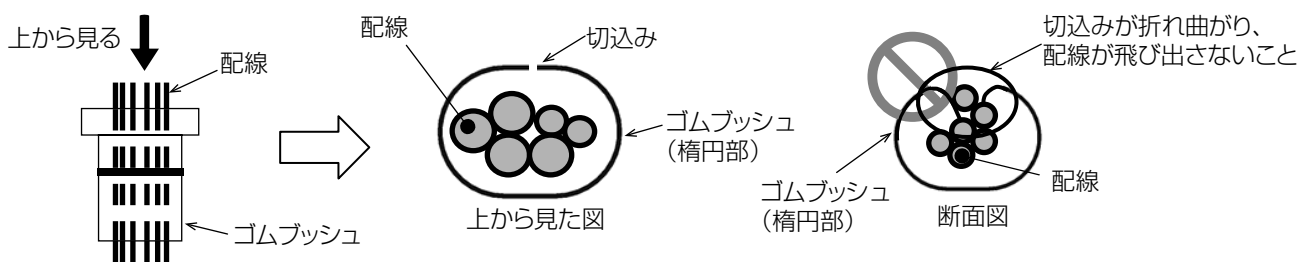 上から見る
配線
ゴムブッシュ
配線
切込み
ゴムブッシュ
（楕円部）
上から見た図
切込みが折れ曲がり、
配線が飛び出さないこと
ゴムブッシュ
（楕円部）
配線
断面図